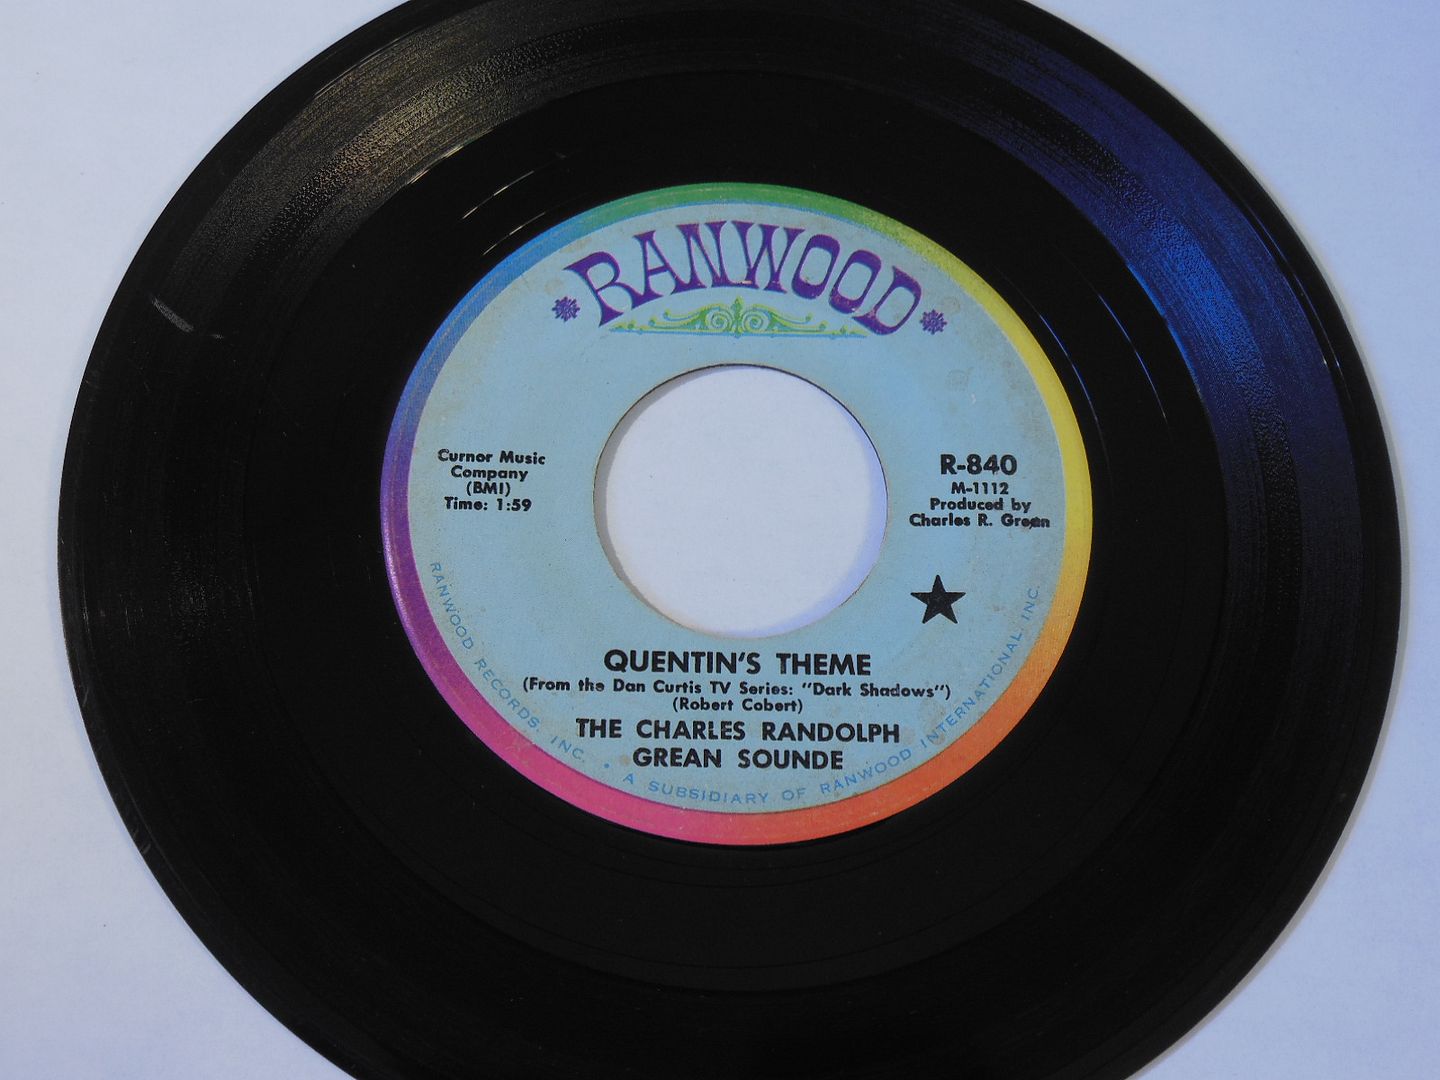 RANWOOD
Curnor Music
Company
(BMI)
Time: 1:59
R-840
M-1112
Produced by
Charles R. Grean
QUENTIN'S THEME
(From the Dan Curtis TV Series: "Dark Shadows")
(Robert Cobert)
THE CHARLES RANDOLPH
GREAN SOUNDE
RANWOOD RECORDS, INC. • A SUBSIDIARY OF RANWOOD INTERNATIONAL, INC.